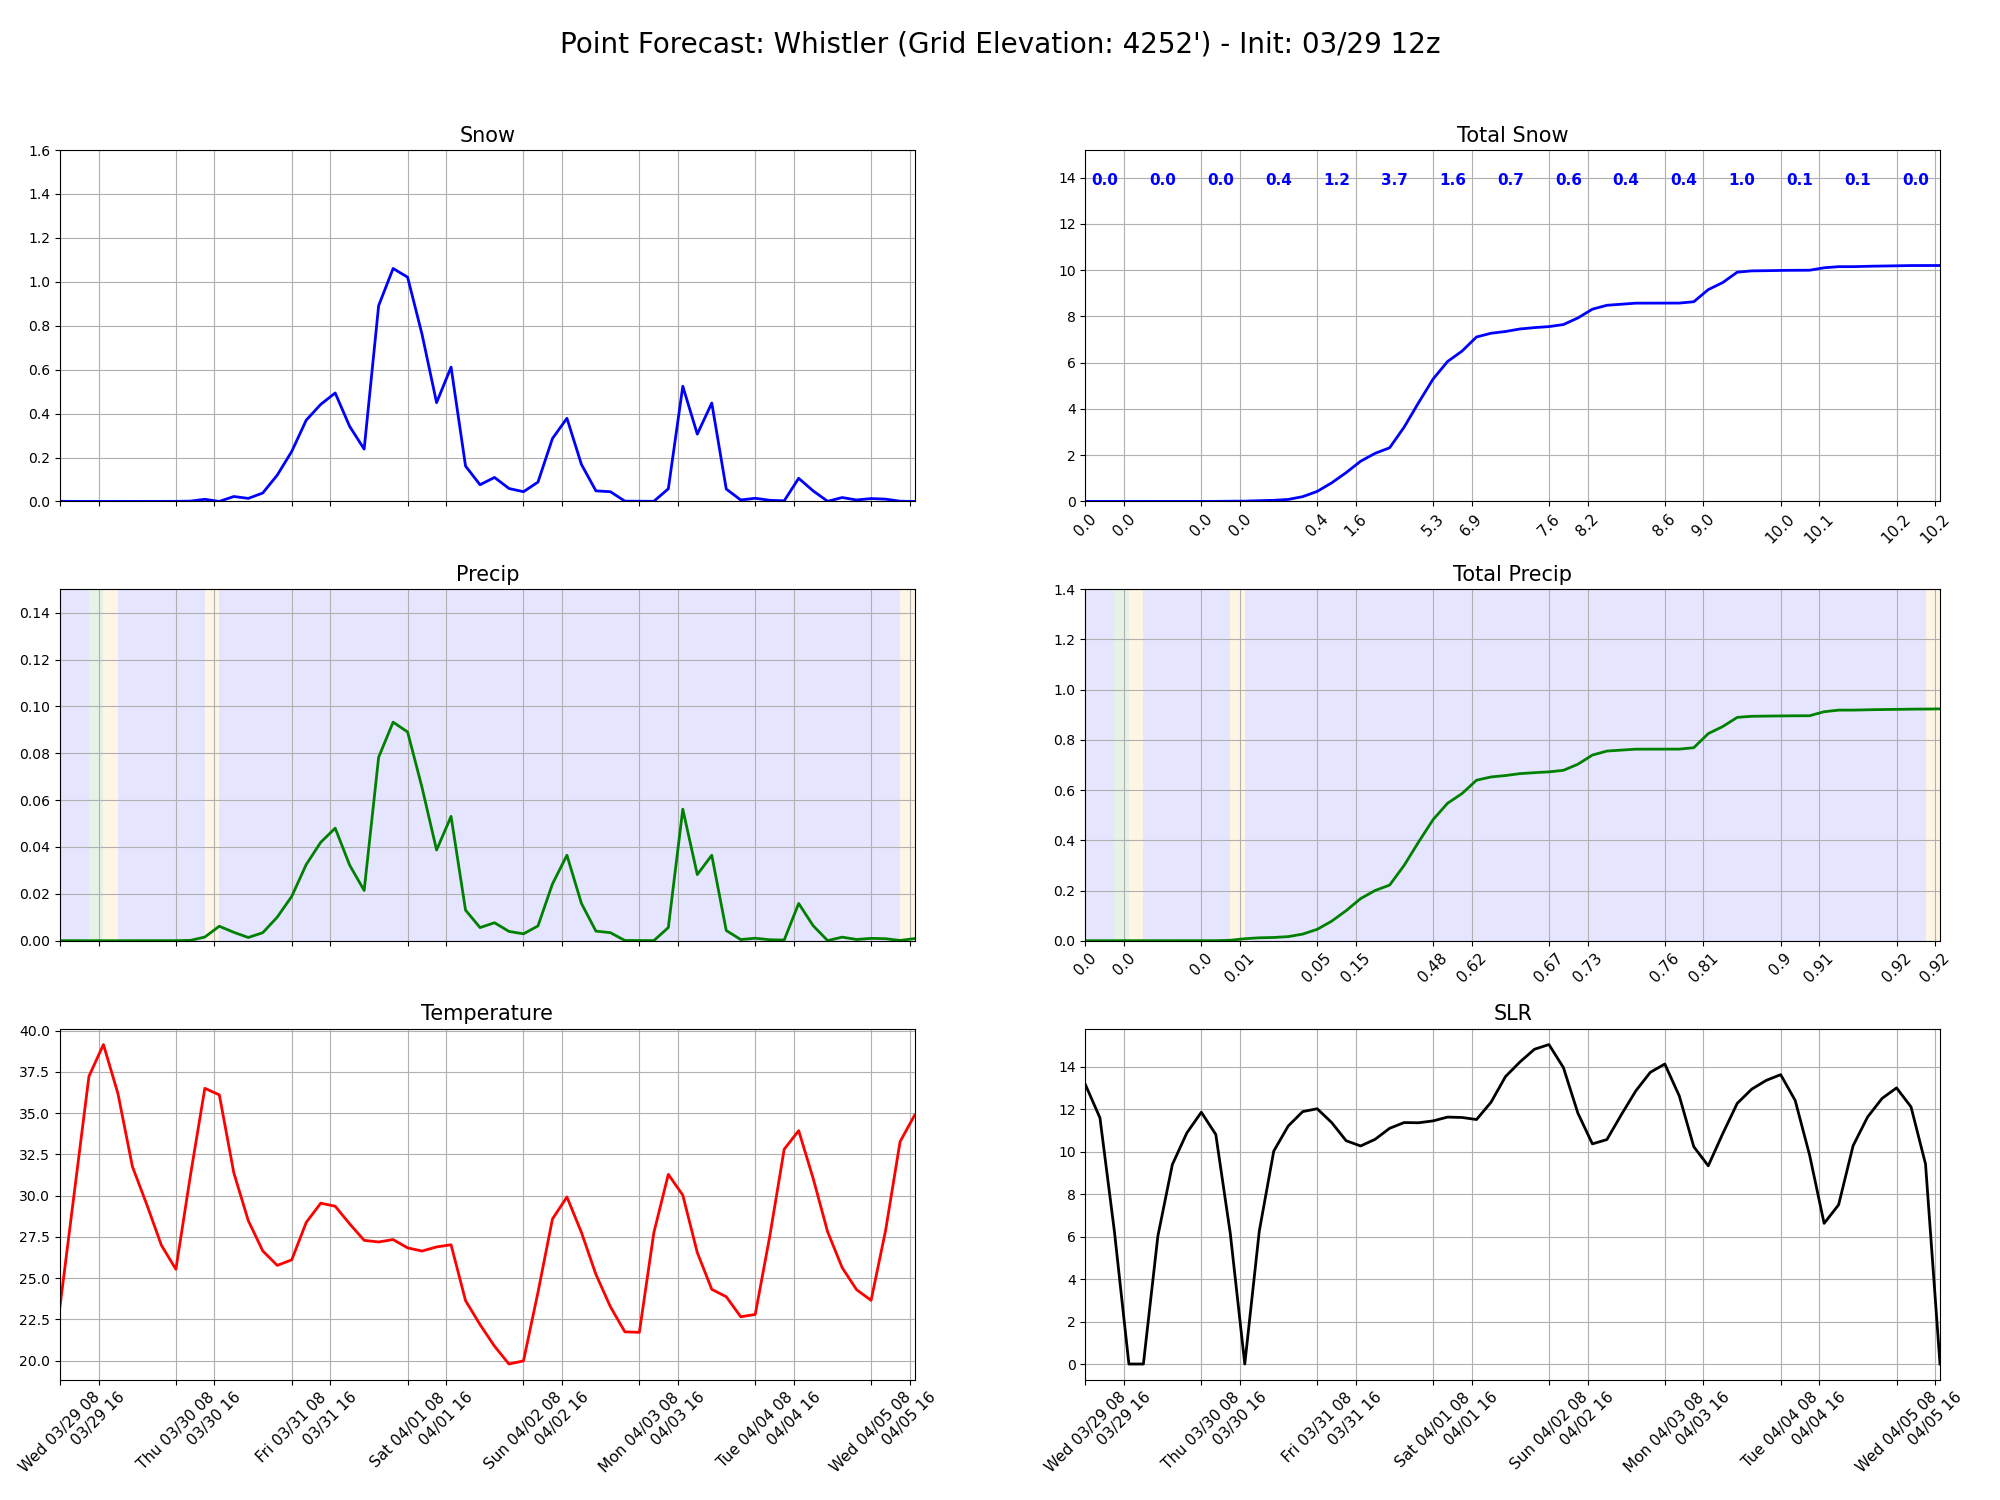 Point Forecast: Whistler (Grid Elevation: 4252') - Init: 03/29 12z
Snow
1.6
1.4
1.2
1.0
0.8
0.6
0.4
0.2
0.0
Total Snow
14
12
10
8
6
4
2
0
0.0 0.0 0.0 0.4 1.2 3.7 1.6 0.7 0.6 0.4 0.4 1.0 0.1 0.1 0.0
0.0 0.0 0.0 0.0 0.4 1.6 5.3 6.9 7.6 8.2 8.6 9.0 10.0 10.1 10.2 10.2
Precip
0.14
0.12
0.10
0.08
0.06
0.04
0.02
0.00
Total Precip
1.4
1.2
1.0
0.8
0.6
0.4
0.2
0.0
0.0 0.0 0.0 0.01 0.05 0.15 0.48 0.62 0.67 0.73 0.76 0.81 0.9 0.91 0.92 0.92
Temperature
40.0
37.5
35.0
32.5
30.0
27.5
25.0
22.5
20.0
Wed 03/29 08
03/29 16
Thu 03/30 08
03/30 16
Fri 03/31 08
03/31 16
Sat 04/01 08
04/01 16
Sun 04/02 08
04/02 16
Mon 04/03 08
04/03 16
Tue 04/04 08
04/04 16
Wed 04/05 08
04/05 16
SLR
14
12
10
8
6
4
2
0
Wed 03/29 08
03/29 16
Thu 03/30 08
03/30 16
Fri 03/31 08
03/31 16
Sat 04/01 08
04/01 16
Sun 04/02 08
04/02 16
Mon 04/03 08
04/03 16
Tue 04/04 08
04/04 16
Wed 04/05 08
04/05 16